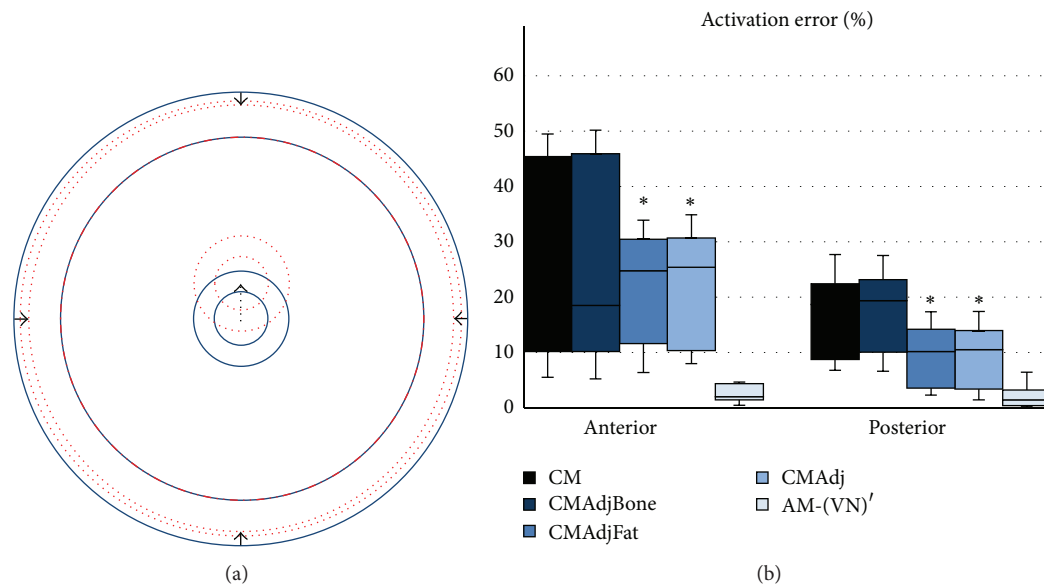 Activation error (%)
60
50
40
30
20
10
0
* *
* *
Anterior Posterior
CM
CMAdjBone
CMAdjFat
CMAdj
AM-(VN)′
(a)
(b)